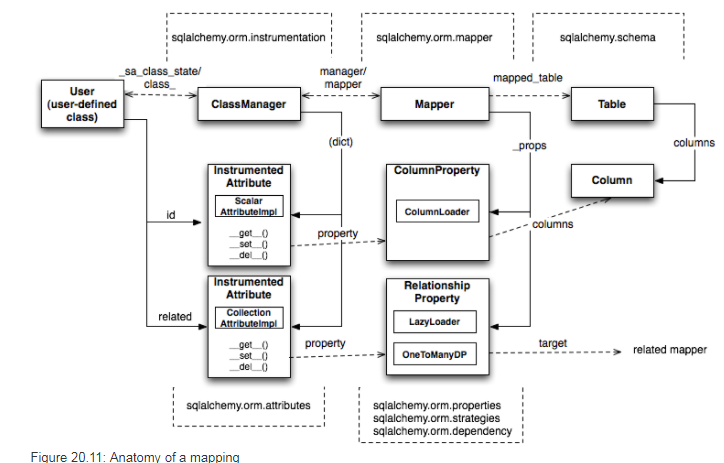 sqlalchemy.orm.instrumentation
sqlalchemy.orm.mapper
sqlalchemy.schema
_sa_class_state/
class_
manager/
mapper
mapped_table
User
(user-defined
class)
ClassManager
Mapper
Table
(dict)
_props
columns
Instrumented
Attribute
Scalar
AttributeImpl
__get__()
__set__()
__del__()
ColumnProperty
ColumnLoader
Column
id
property
columns
Instrumented
Attribute
Collection
AttributeImpl
__get__()
__set__()
__del__()
Relationship
Property
LazyLoader
OneToManyDP
related
property
target
related mapper
sqlalchemy.orm.attributes
sqlalchemy.orm.properties
sqlalchemy.orm.strategies
sqlalchemy.orm.dependency
Figure 20.11: Anatomy of a mapping